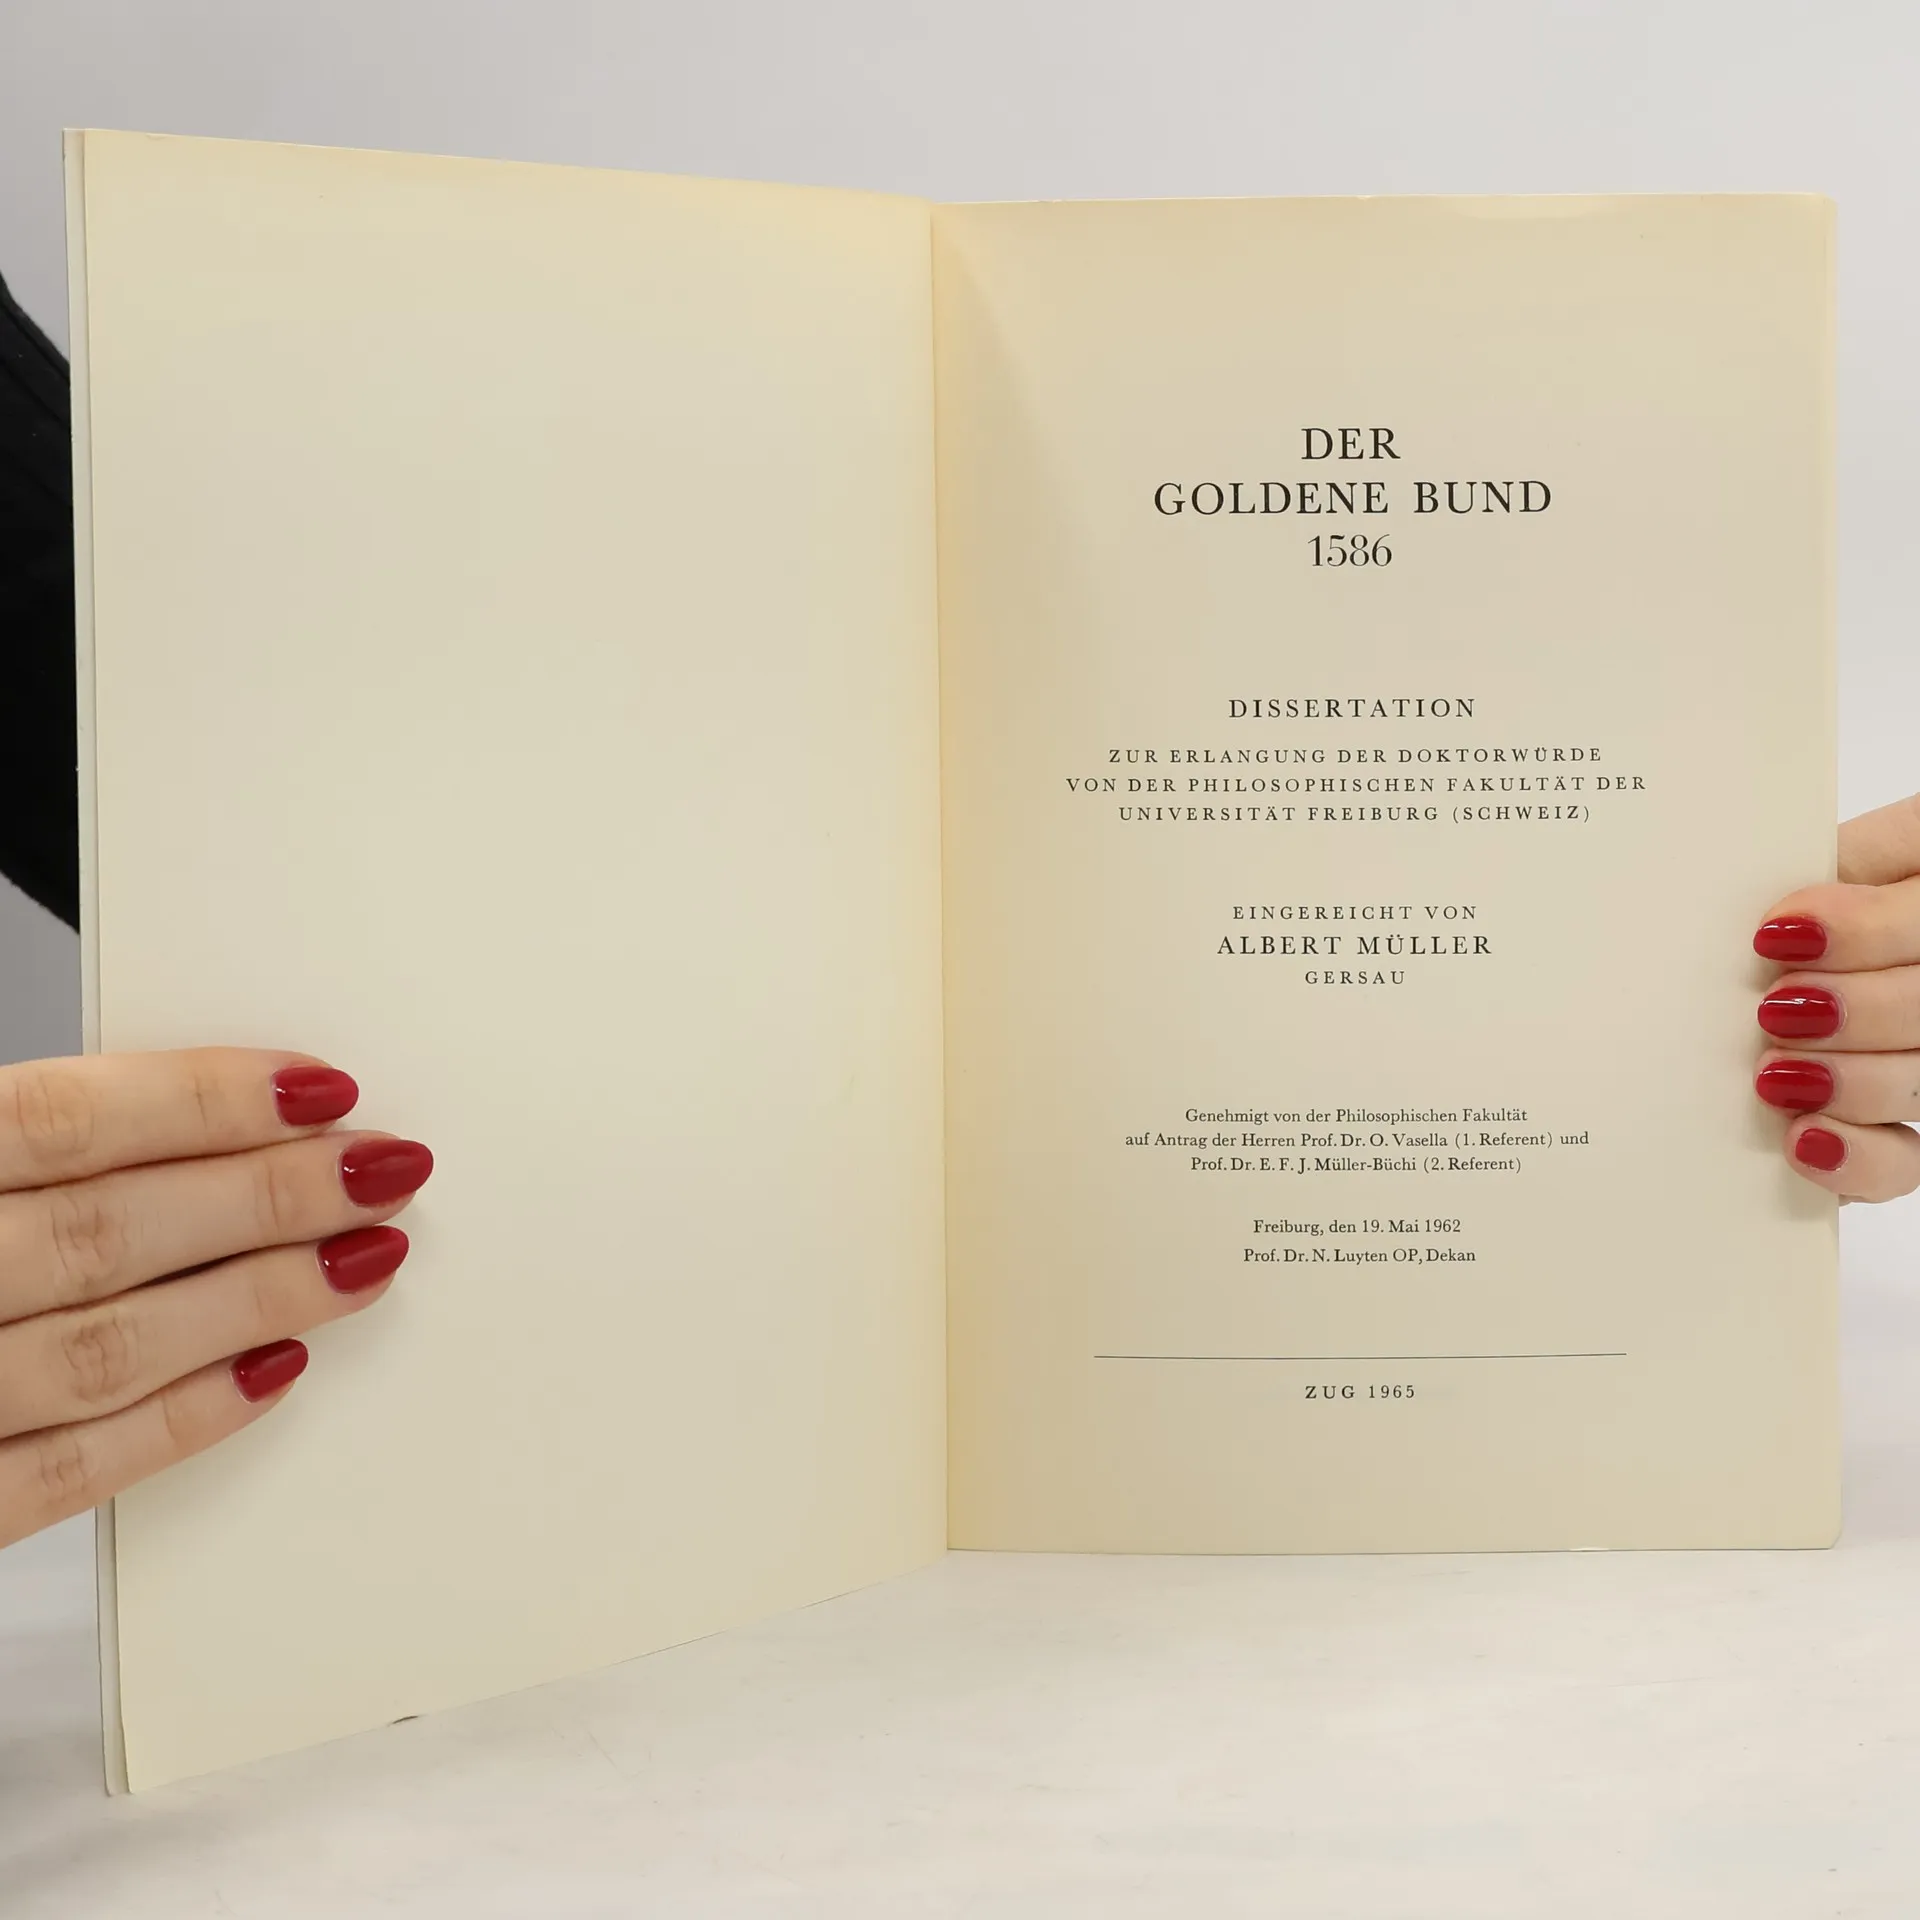 DER
GOLDENE BUND
1586
DISSERTATION
ZUR ERLANGUNG DER DOKTORWÜRDE
VON DER PHILOSOPHISCHEN FAKULTÄT DER
UNIVERSITÄT FREIBURG (SCHWEIZ)
EINGEREICHT VON
ALBERT MÜLLER
GERSAU
Genehmigt von der Philosophischen Fakultät
auf Antrag der Herren Prof. Dr. O. Vasella (1. Referent) und
Prof. Dr. E. F. J. Müller-Büchi (2. Referent)
Freiburg, den 19. Mai 1962
Prof. Dr. N. Luyten OP, Dekan
ZUG 1965